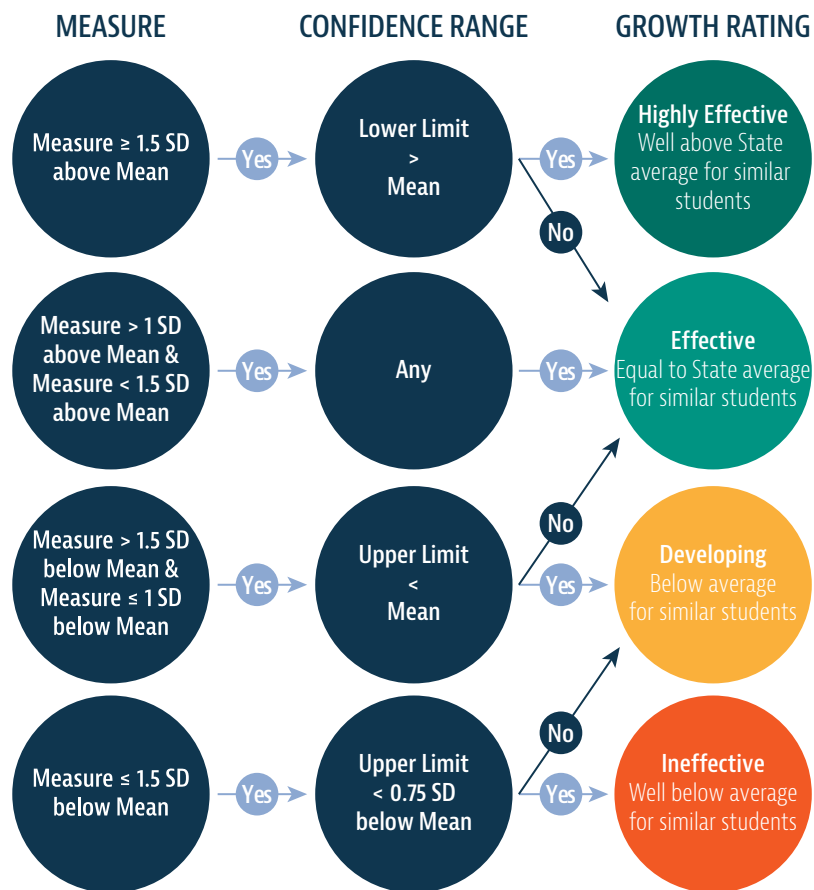 MEASURE CONFIDENCE RANGE GROWTH RATING
Measure ≥ 1.5 SD
above Mean
Yes
Lower Limit
>
Mean
Yes
No
Highly Effective
Well above State
average for similar
students
Measure > 1 SD
above Mean &
Measure < 1.5 SD
above Mean
Yes
Any
Yes
Effective
Equal to State average
for similar students
Measure > 1.5 SD
below Mean &
Measure ≤ 1 SD
below Mean
Yes
Upper Limit
<
Mean
No
Yes
Developing
Below average
for similar students
Measure ≤ 1.5 SD
below Mean
Yes
Upper Limit
< 0.75 SD
below Mean
No
Yes
Ineffective
Well below average
for similar students